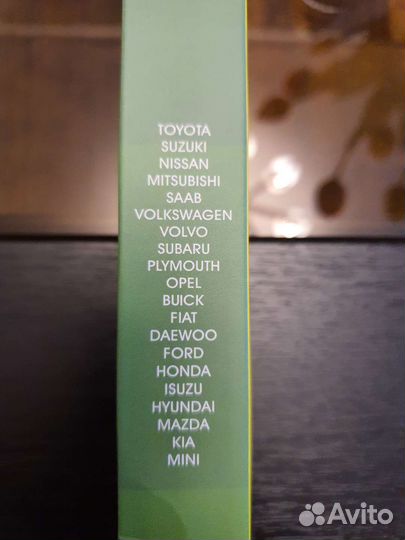 TOYOTA
SUZUKI
NISSAN
MITSUBISHI
SAAB
VOLKSWAGEN
VOLVO
SUBARU
PLYMOUTH
OPEL
BUICK
FIAT
DAEWOO
FORD
HONDA
ISUZU
HYUNDAI
MAZDA
KIA
MINI
Avito